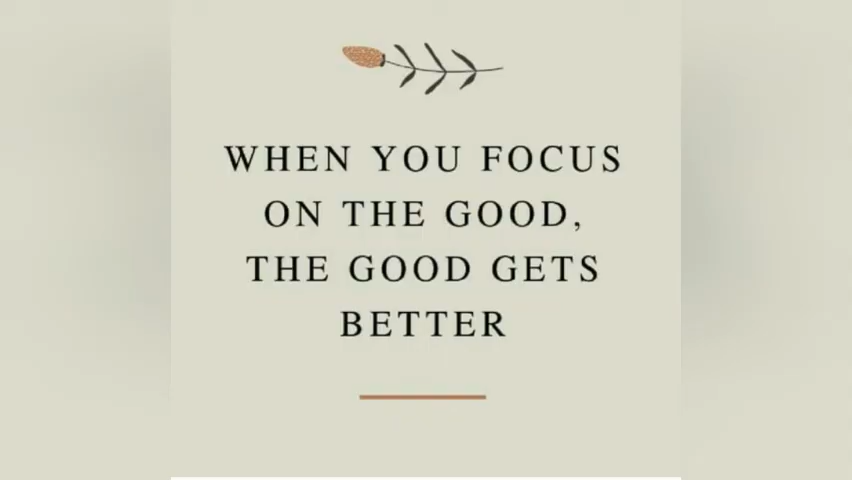 WHEN YOU FOCUS
ON THE GOOD,
THE GOOD GETS
BETTER